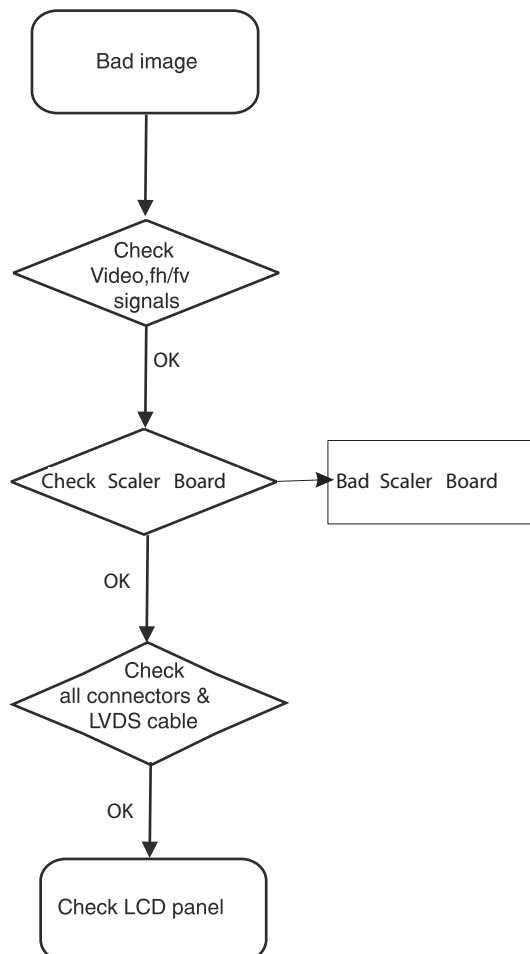 Bad image
Check
Video,fh/fv
signals
OK
Check Scaler Board
Bad Scaler Board
OK
Check
all connectors &
LVDS cable
OK
Check LCD panel